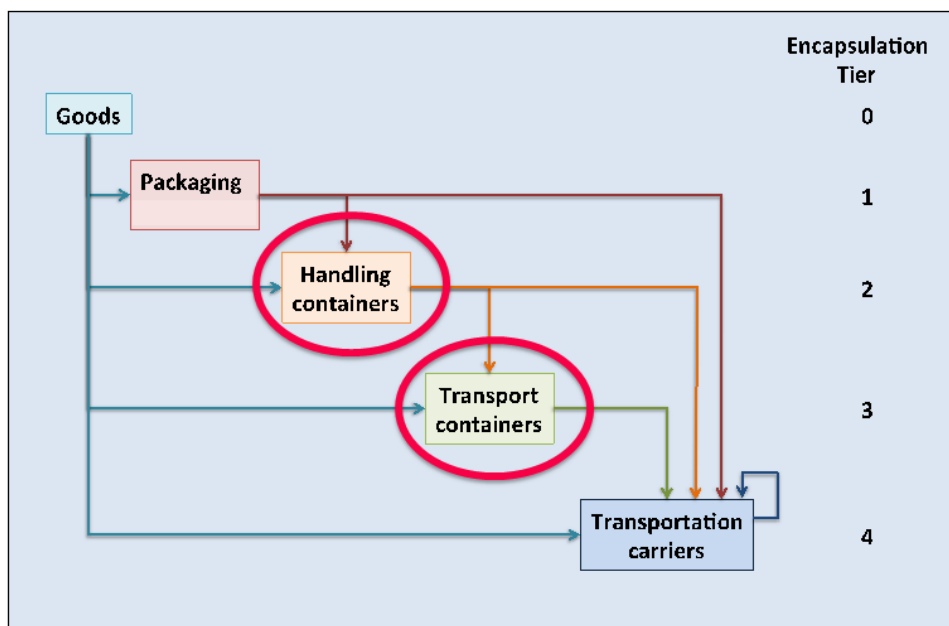 Encapsulation
Tier
Goods
0
Packaging
1
Handling
containers
2
Transport
containers
3
Transportation
carriers
4